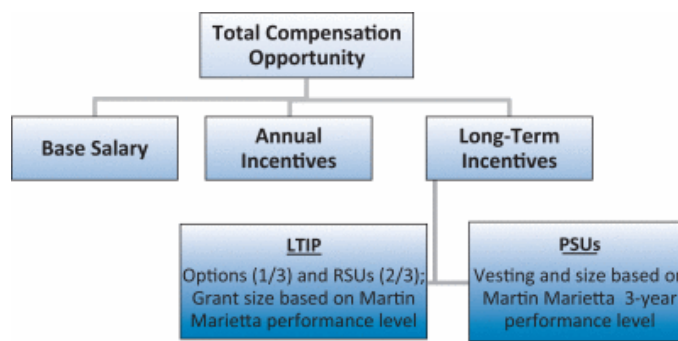 Total Compensation
Opportunity
Base Salary
Annual
Incentives
Long-Term
Incentives
LTIP
Options (1/3) and RSUs (2/3);
Grant size based on Martin
Marietta performance level
PSUs
Vesting and size based on
Martin Marietta 3-year
performance level